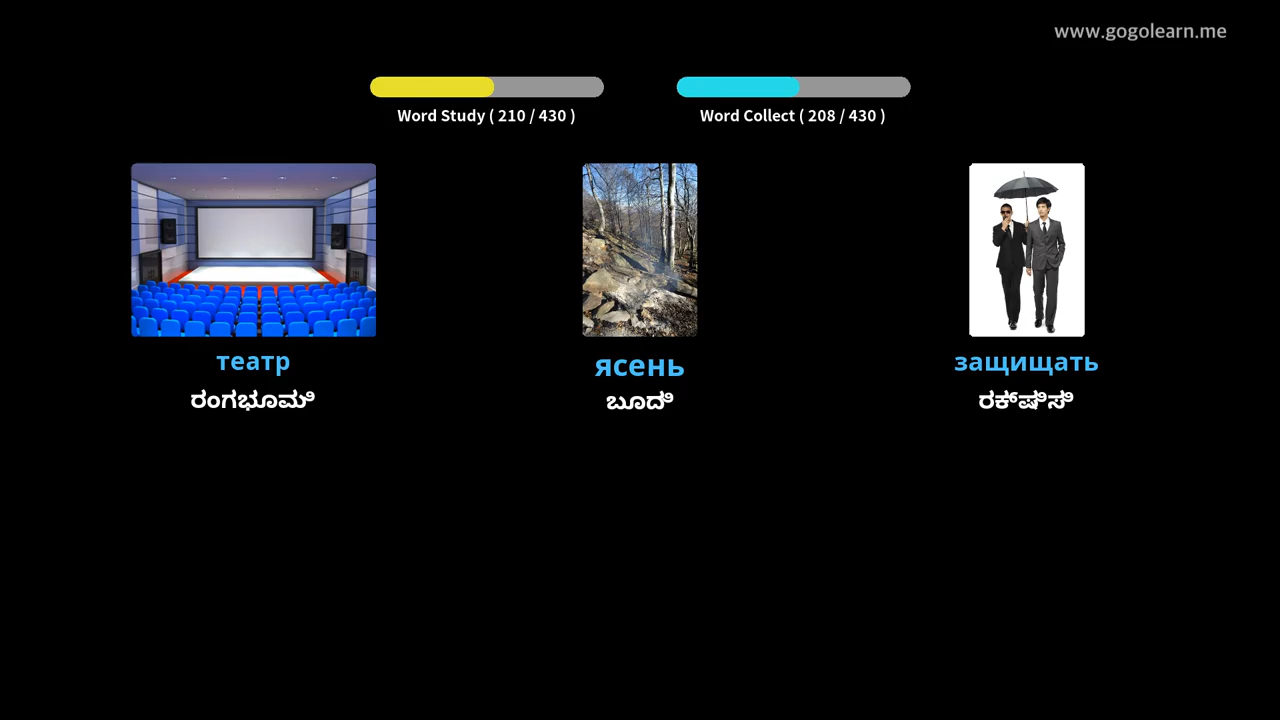 www.gogolearn.me
Word Study ( 210 / 430 )
Word Collect ( 208 / 430 )
театр
ясень
защищать
ರಂಗಭೂಮಿ
ಬೂದಿ
ರಕ್ಷಿಸಿ